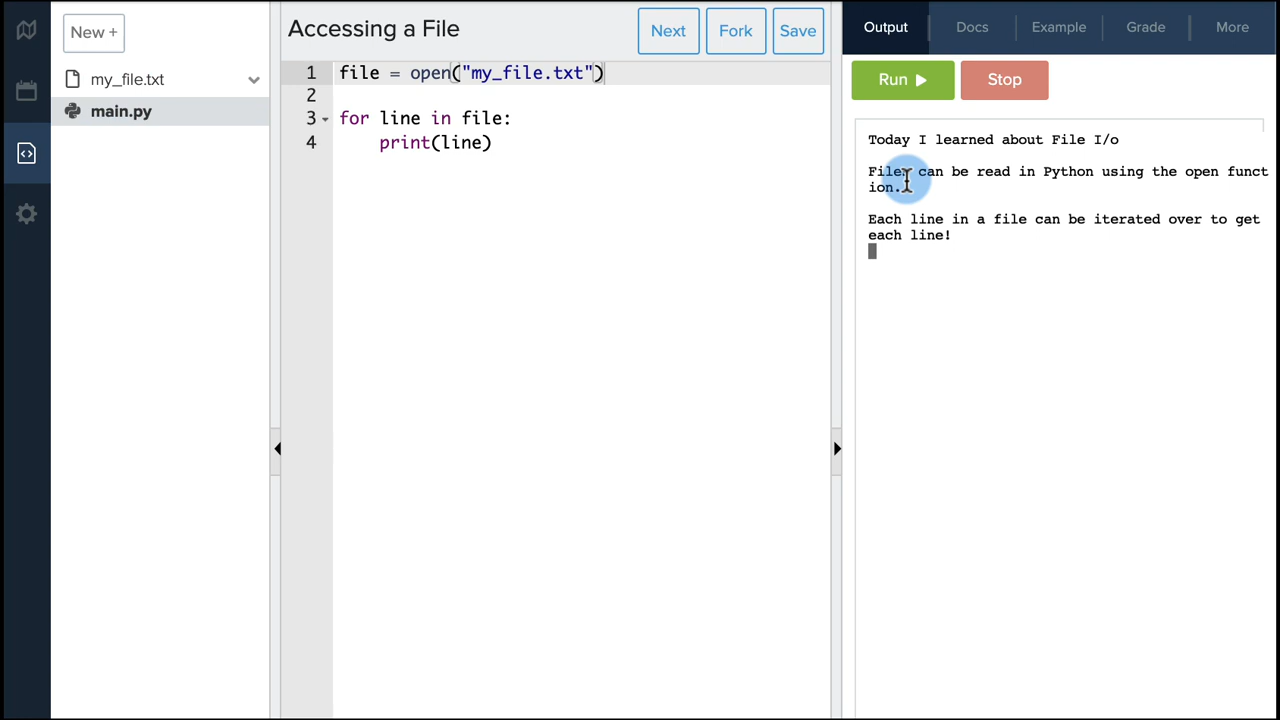 New +
my_file.txt
main.py
Accessing a File
Next
Fork
Save
1 file = open("my_file.txt")
2
3 for line in file:
4     print(line)
Output
Docs
Example
Grade
More
Run
Stop
Today I learned about File I/o
Files can be read in Python using the open funct
ion.
Each line in a file can be iterated over to get
each line!